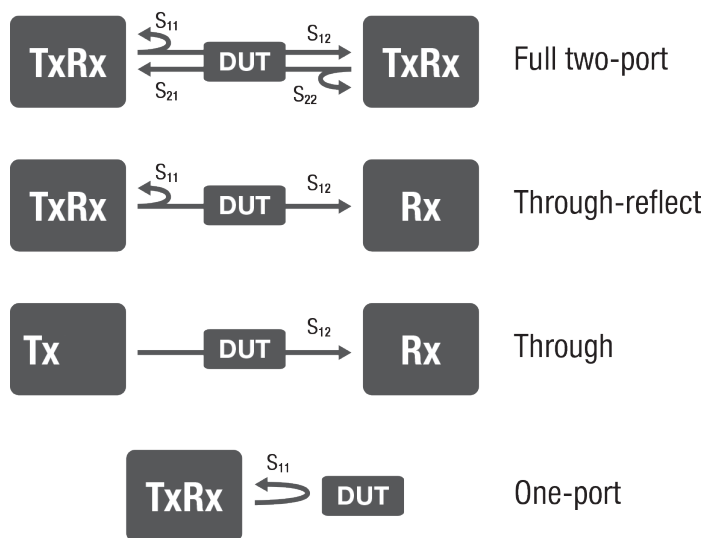 S11 S12
TxRx DUT TxRx Full two-port
S21 S22
S11 S12
TxRx DUT Rx Through-reflect
S12
Tx DUT Rx Through
S11
TxRx DUT One-port